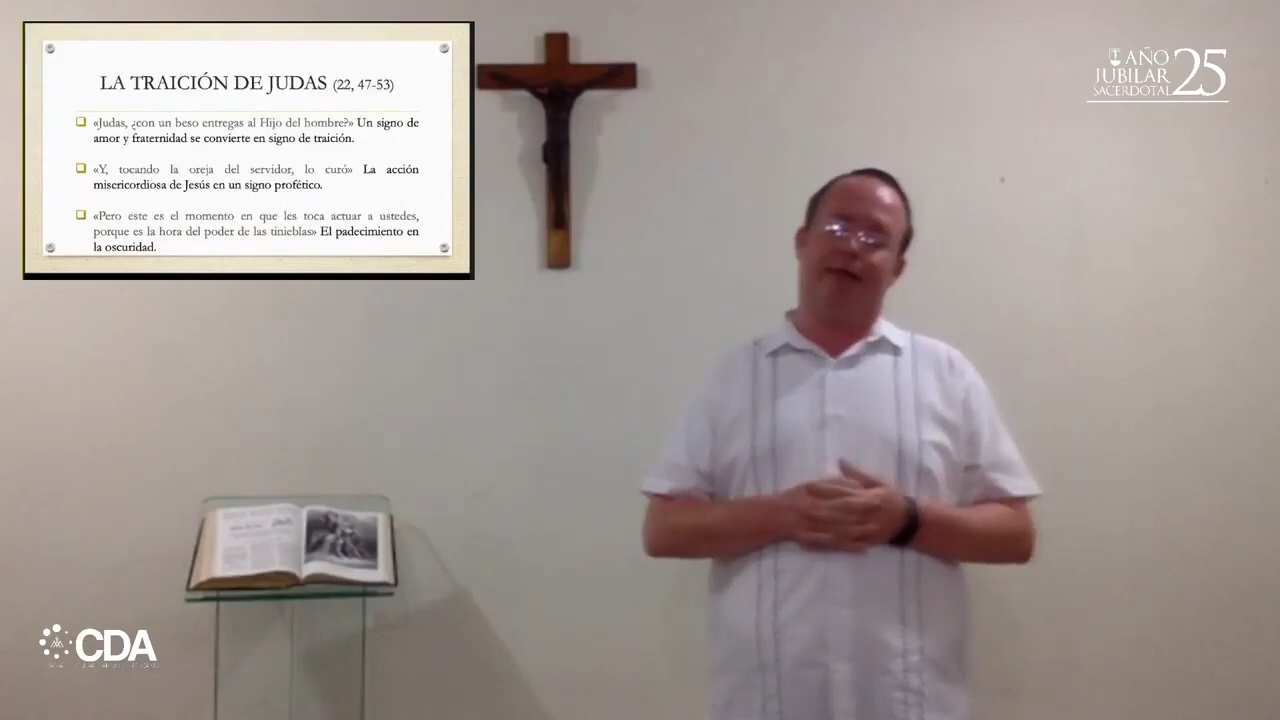 LA TRAICIÓN DE JUDAS (22, 47-53)
«Judas, ¿con un beso entregas al Hijo del hombre?» Un signo de
amor y fraternidad se convierte en signo de traición.
«Y, tocando la oreja del servidor, lo curó» La acción
misericordiosa de Jesús en un signo profético.
«Pero este es el momento en que les toca actuar a ustedes,
porque es la hora del poder de las tinieblas» El padecimiento en
la oscuridad.
AÑO
JUBILAR 25
SACERDOTAL
CDA